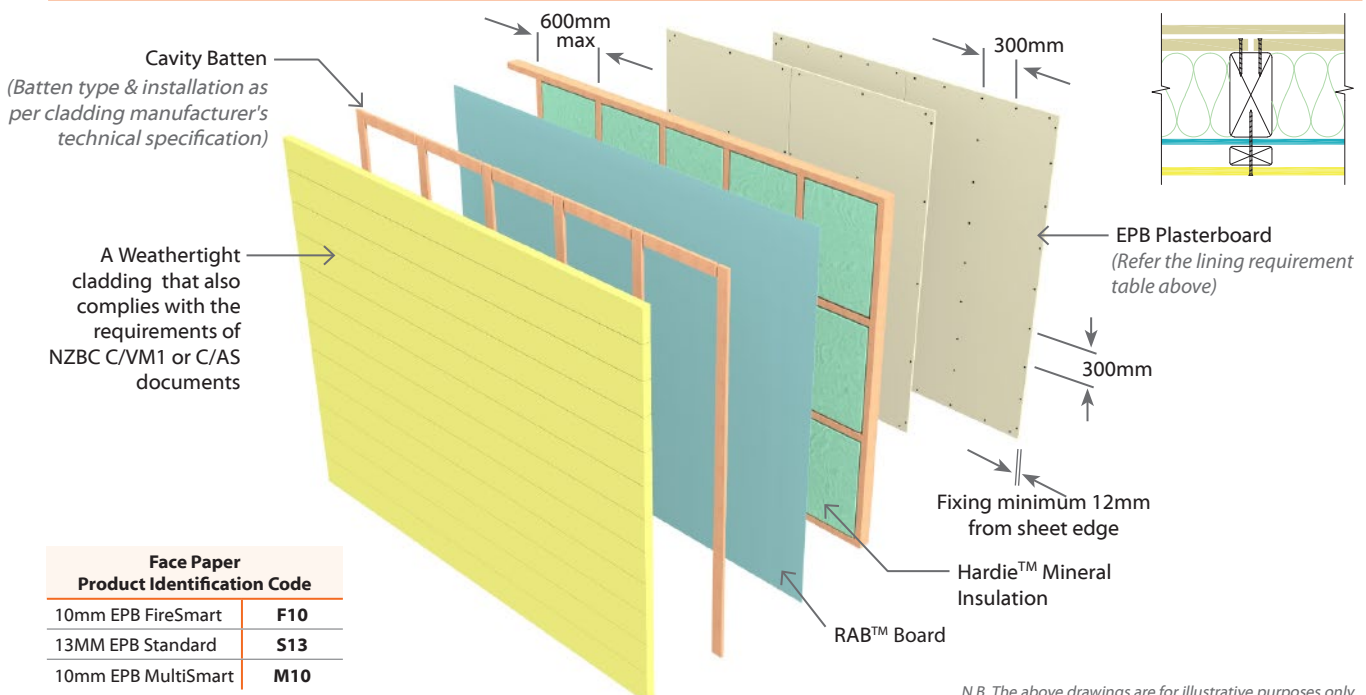 600mm
max
300mm
Cavity Batten
(Batten type & installation as
per cladding manufacturer's
technical specification)
A Weathertight
cladding that also
complies with the
requirements of
NZBC C/VM1 or C/AS
documents
EPB Plasterboard
(Refer the lining requirement
table above)
300mm
Fixing minimum 12mm
from sheet edge
Hardie™ Mineral
Insulation
RAB™ Board
Face Paper
Product Identification Code
10mm EPB FireSmart F10
13MM EPB Standard S13
10mm EPB MultiSmart M10
N.B. The above drawings are for illustrative purposes only